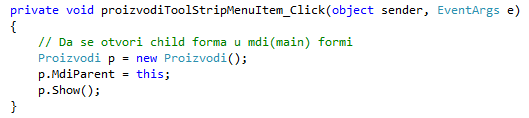 private void proizvodiToolStripMenuItem_Click(object sender, EventArgs e)
{
    // Da se otvori child forma u mdi(main) formi
    Proizvodi p = new Proizvodi();
    p.MdiParent = this;
    p.Show();
}